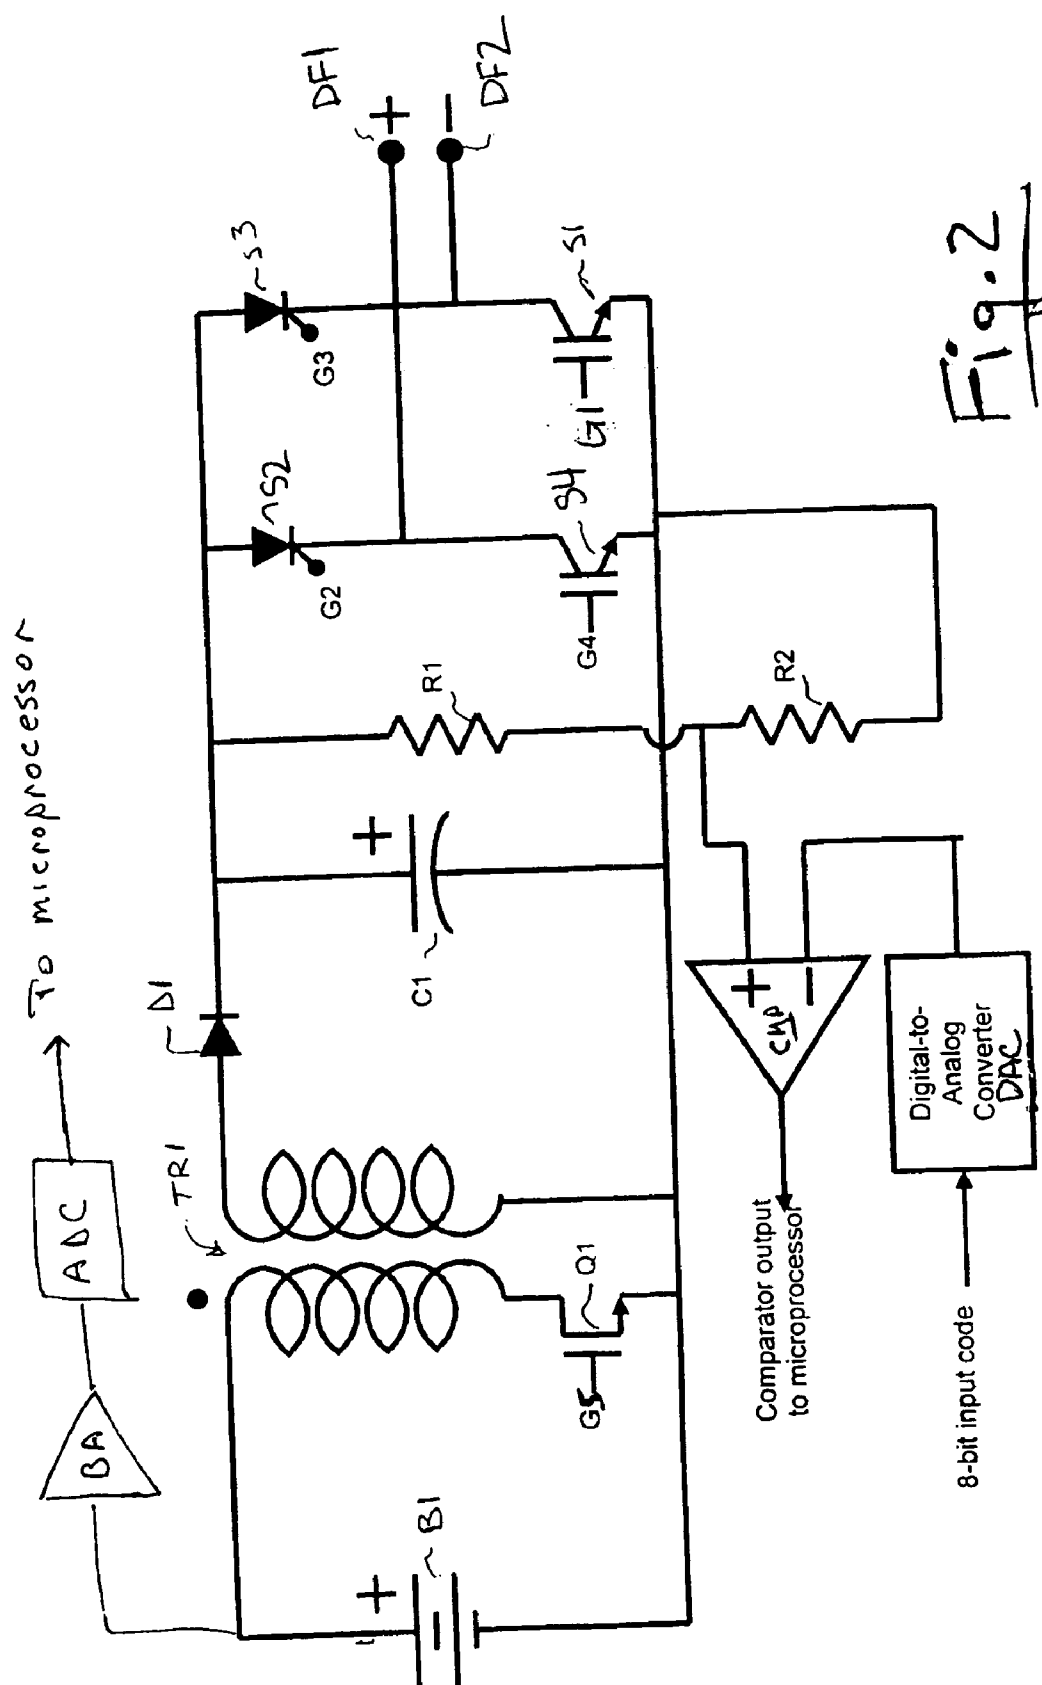 To microprocessor
ADC
BA
TR1
D1
+
B1
G5
Q1
C1
+
R1
R2
S2
G2
S3
G3
G4
S4
G1
S1
DF1
+
−
DF2
+
−
CMP
Comparator output
to microprocessor
Digital-to-
Analog
Converter
DAC
8-bit input code
Fig. 2